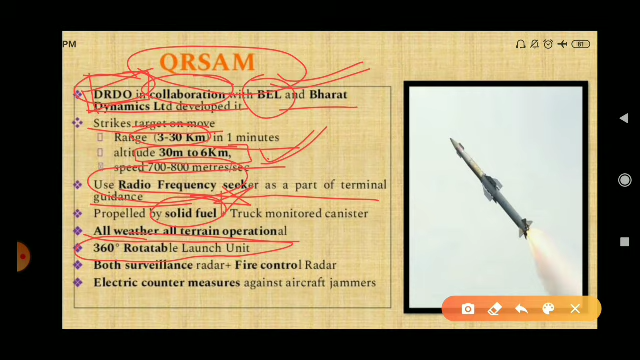 PM
81
QRSAM
DRDO in collaboration with BEL and Bharat
Dynamics Ltd developed it
Strikes target on move
Range (3-30 Km) in 1 minutes
altitude 30m to 6Km,
speed 700-800 metres/sec
Use Radio Frequency seeker as a part of terminal
guidance
Propelled by solid fuel Truck monitored canister
All weather all terrain operational
360° Rotatable Launch Unit
Both surveillance radar+ Fire control Radar
Electric counter measures against aircraft jammers